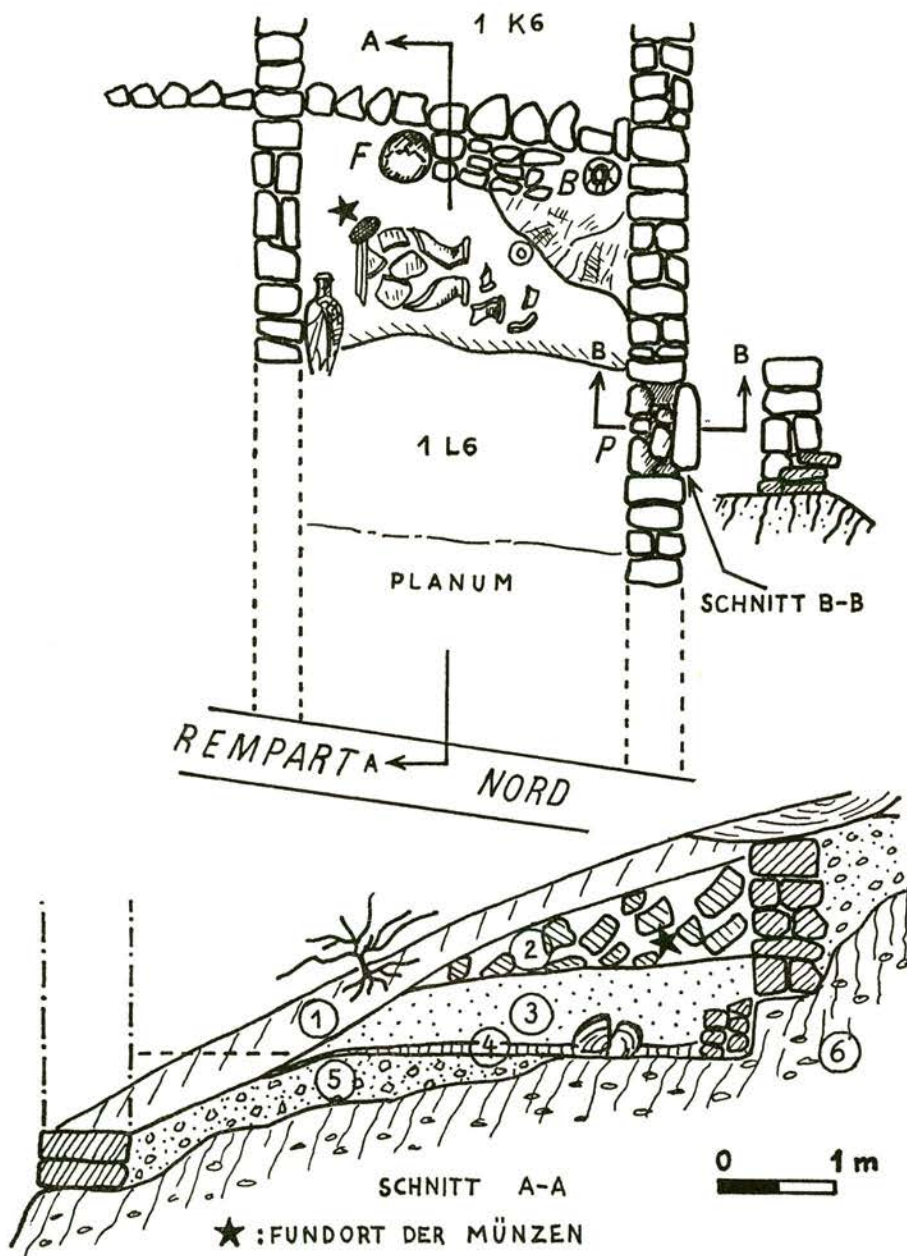 1 K6
A
F
B
B
B
1 L6
P
PLANUM
SCHNITT B-B
REMPART NORD
A
2
1
3
4
5
6
0 1 m
SCHNITT A-A
★ : FUNDORT DER MÜNZEN